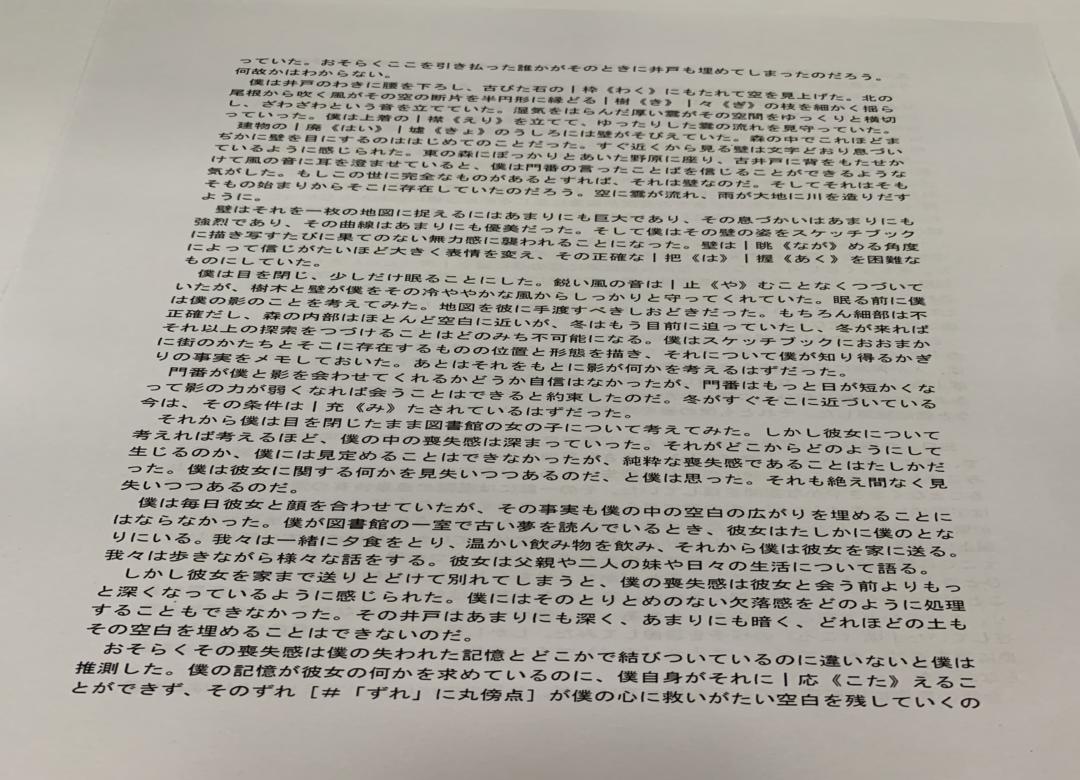 っていた。おそらくここを引き払った誰かがそのときに井戸も埋めてしまったのだろう。
何故かはわからない。
僕は井戸のわきに腰を下ろし、古びた石の｜枠《わく》にもたれて空を見上げた。北の
尾根から吹く風がその空の断片を半円形に縁どる｜樹《き》｜々《ぎ》の枝を細かく揺ら
し、ざわざわという音を立てていた。湿気をはらんだ厚い雲がその空間をゆっくりと横切
っていった。僕は上着の｜襟《えり》を立てて、ゆったりした雲の流れを見守っていた。
建物の｜廃《はい》｜墟《きょ》のうしろには壁がそびえていた。森の中でこれほどま
ぢかに壁を目にするのははじめてのことだった。すぐ近くから見る壁は文字どおり息づい
ているように感じられた。東の森にぽっかりとあいた野原に座り、古井戸に背をもたせか
けて風の音に耳を澄ませていると、僕は門番の言ったことばを信じることができるような
気がした。もしこの世に完全なものがあるとすれば、それは壁なのだ。そしてそれはそも
そもの始まりからそこに存在していたのだろう。空に雲が流れ、雨が大地に川を造りだす
ように。
壁はそれを一枚の地図に捉えるにはあまりにも巨大であり、その息づかいはあまりにも
強烈であり、その曲線はあまりにも優美だった。そして僕はその壁の姿をスケッチブック
に描き写すたびに果てのない無力感に襲われることになった。壁は｜眺《なが》める角度
によって信じがたいほど大きく表情を変え、その正確な｜把《は》｜握《あく》を困難な
ものにしていた。
僕は目を閉じ、少しだけ眠ることにした。鋭い風の音は｜止《や》むことなくつづいて
いたが、樹木と壁が僕をその冷ややかな風からしっかりと守ってくれていた。眠る前に僕
は僕の影のことを考えてみた。地図を彼に手渡すべきしおどきだった。もちろん細部は不
正確だし、森の内部はほとんど空白に近いが、冬はもう目前に迫っていたし、冬が来れば
それ以上の探索をつづけることはどのみち不可能になる。僕はスケッチブックにおおまか
に街のかたちとそこに存在するものの位置と形態を描き、それについて僕が知り得るかぎ
りの事実をメモしておいた。あとはそれをもとに影が何かを考えるはずだった。
門番が僕と影を会わせてくれるかどうか自信はなかったが、門番はもっと日が短かくな
って影の力が弱くなれば会うことはできると約束したのだ。冬がすぐそこに近づいている
今は、その条件は｜充《み》たされているはずだった。
それから僕は目を閉じたまま図書館の女の子について考えてみた。しかし彼女について
考えれば考えるほど、僕の中の喪失感は深まっていった。それがどこからどのようにして
生じるのか、僕には見定めることはできなかったが、純粋な喪失感であることはたしかだ
った。僕は彼女に関する何かを見失いつつあるのだ、と僕は思った。それも絶え間なく見
失いつつあるのだ。
僕は毎日彼女と顔を合わせていたが、その事実も僕の中の空白の広がりを埋めることに
はならなかった。僕が図書館の一室で古い夢を読んでいるとき、彼女はたしかに僕のとな
りにいる。我々は一緒に夕食をとり、温かい飲み物を飲み、それから僕は彼女を家に送る。
我々は歩きながら様々な話をする。彼女は父親や二人の妹や日々の生活について語る。
しかし彼女を家まで送りとどけて別れてしまうと、僕の喪失感は彼女と会う前よりもっ
と深くなっているように感じられた。僕にはそのとりとめのない欠落感をどのように処理
することもできなかった。その井戸はあまりにも深く、あまりにも暗く、どれほどの土も
その空白を埋めることはできないのだ。
おそらくその喪失感は僕の失われた記憶とどこかで結びついているのに違いないと僕は
推測した。僕の記憶が彼女の何かを求めているのに、僕自身がそれに｜応《こた》えるこ
とができず、そのずれ［＃「ずれ」に丸傍点］が僕の心に救いがたい空白を残していくの